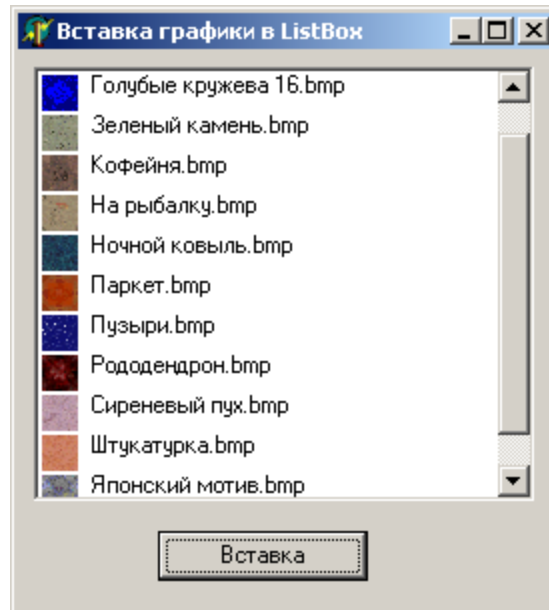 Вставка графики в ListBox
Голубые кружева 16.bmp
Зеленый камень.bmp
Кофейня.bmp
На рыбалку.bmp
Ночной ковыль.bmp
Паркет.bmp
Пузыри.bmp
Рододендрон.bmp
Сиреневый пух.bmp
Штукатурка.bmp
Японский мотив.bmp
Вставка